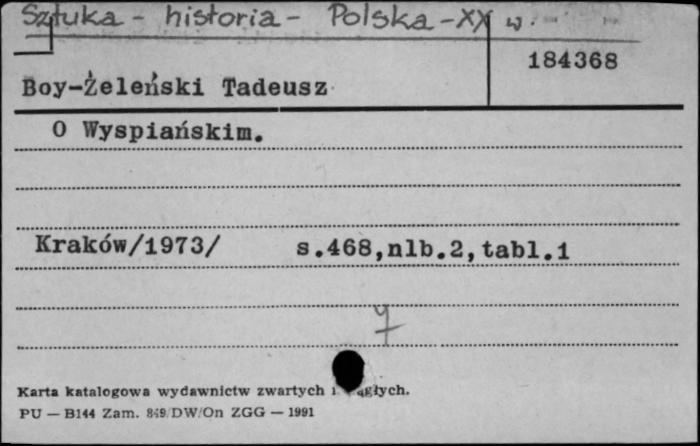 Sztuka - historia - Polska - XX w.
184368
Boy-Żeleński Tadeusz
O Wyspiańskim.
Kraków/1973/ s.468,nlb.2,tabl.1
Karta katalogowa wydawnictw zwartych
PU — B144 Zam. 849/DW/On ZGG — 1991